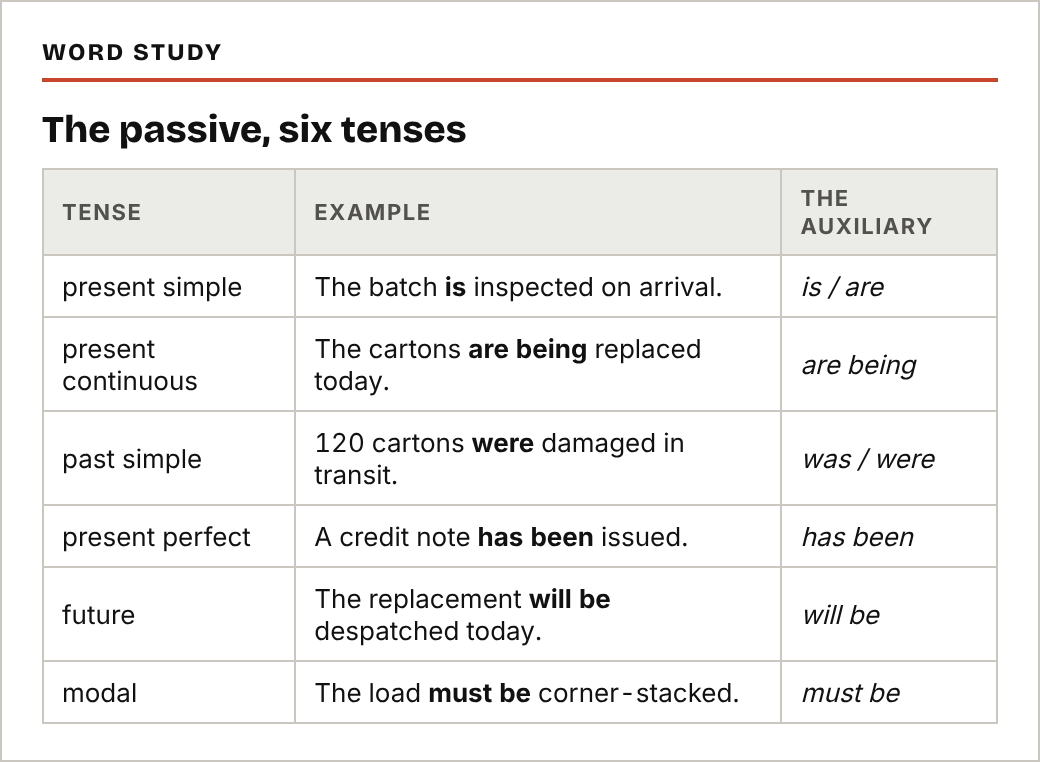 WORD STUDY
The passive, six tenses
TENSE
EXAMPLE
THE
AUXILIARY
present simple
The batch is inspected on arrival.
is / are
present
continuous
The cartons are being replaced
today.
are being
past simple
120 cartons were damaged in
transit.
was / were
present perfect
A credit note has been issued.
has been
future
The replacement will be
despatched today.
will be
modal
The load must be corner-stacked.
must be